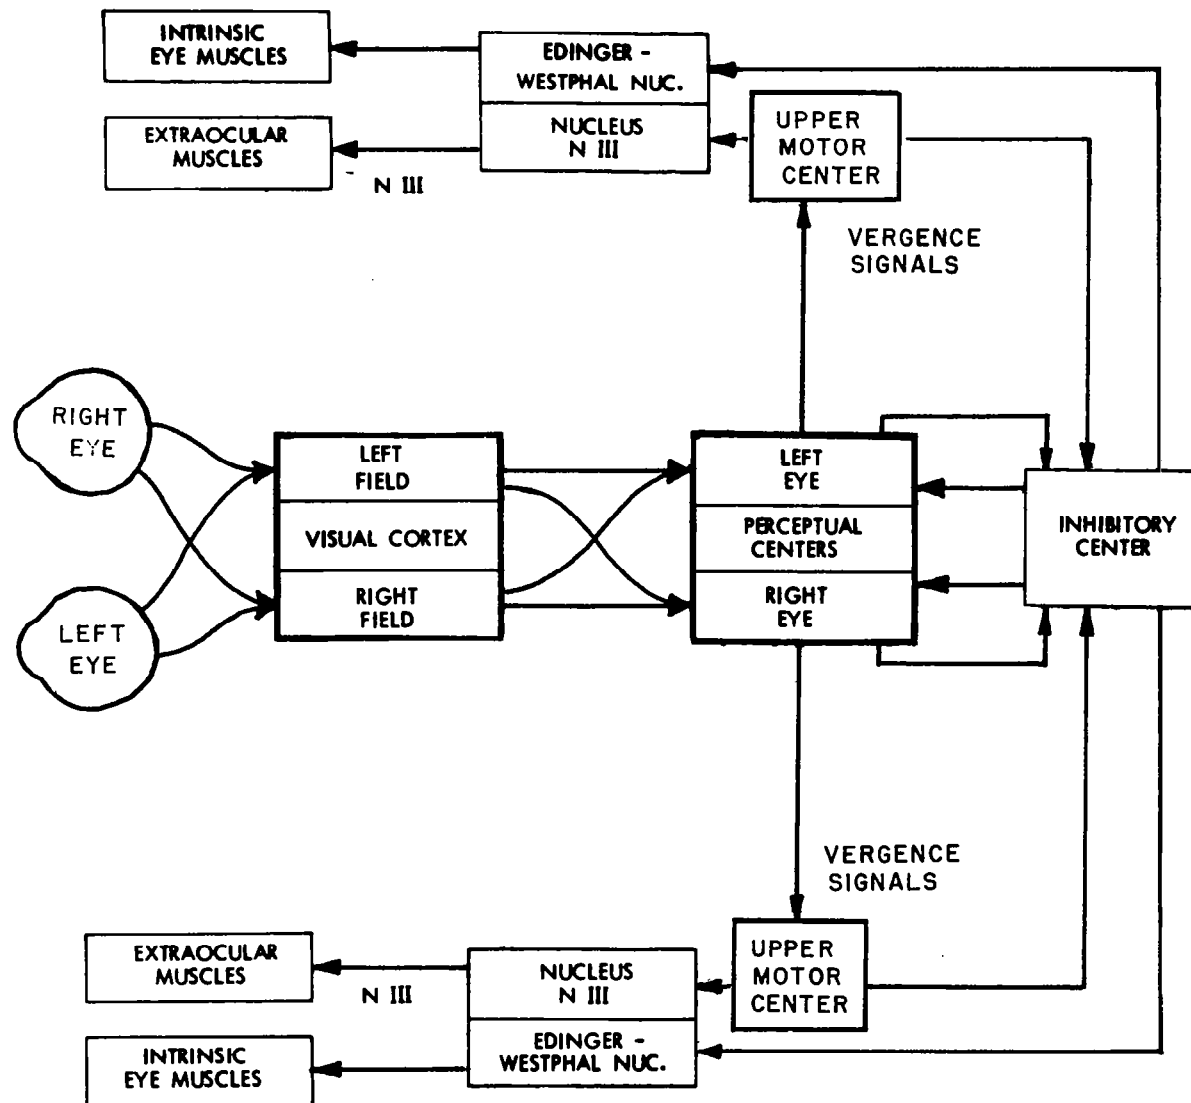 INTRINSIC
EYE MUSCLES
EDINGER -
WESTPHAL NUC.
EXTRAOCULAR
MUSCLES
NUCLEUS
N III
UPPER
MOTOR
CENTER
N III
VERGENCE
SIGNALS
RIGHT
EYE
LEFT
FIELD
LEFT
EYE
VISUAL CORTEX
PERCEPTUAL
CENTERS
INHIBITORY
CENTER
LEFT
EYE
RIGHT
FIELD
RIGHT
EYE
VERGENCE
SIGNALS
EXTRAOCULAR
MUSCLES
N III
NUCLEUS
N III
UPPER
MOTOR
CENTER
INTRINSIC
EYE MUSCLES
EDINGER -
WESTPHAL NUC.